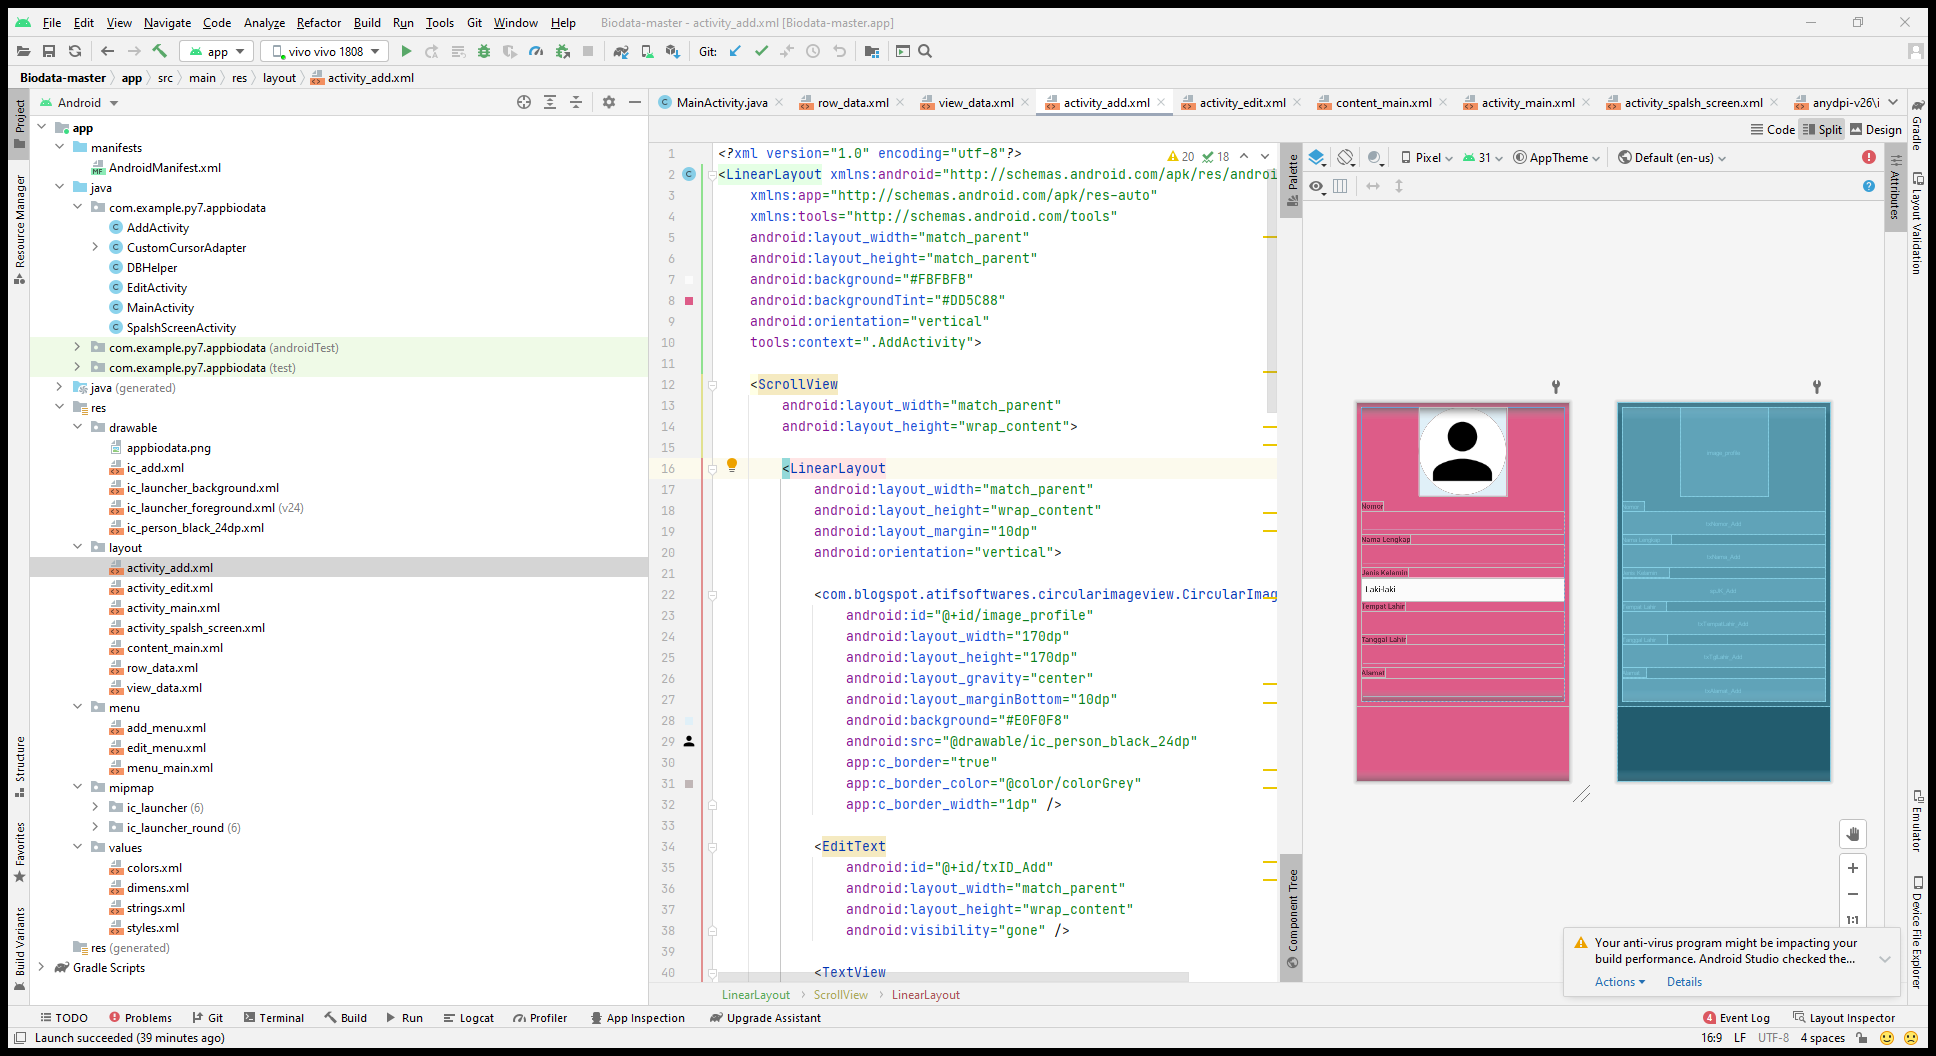 File Edit View Navigate Code Analyze Refactor Build Run Tools Git Window Help Biodata-master - activity_add.xml [Biodata-master.app]
app vivo vivo 1808 Git:
Biodata-master app src main res layout activity_add.xml
Android
MainActivity.java row_data.xml view_data.xml activity_add.xml activity_edit.xml content_main.xml activity_main.xml activity_spalsh_screen.xml anydpi-v26\i
Code Split Design
Project
Resource Manager
Structure
Favorites
Build Variants
app
manifests
AndroidManifest.xml
java
com.example.py7.appbiodata
AddActivity
CustomCursorAdapter
DBHelper
EditActivity
MainActivity
SpalshScreenActivity
com.example.py7.appbiodata (androidTest)
com.example.py7.appbiodata (test)
java (generated)
res
drawable
appbiodata.png
ic_add.xml
ic_launcher_background.xml
ic_launcher_foreground.xml (v24)
ic_person_black_24dp.xml
layout
activity_add.xml
activity_edit.xml
activity_main.xml
activity_spalsh_screen.xml
content_main.xml
row_data.xml
view_data.xml
menu
add_menu.xml
edit_menu.xml
menu_main.xml
mipmap
ic_launcher (6)
ic_launcher_round (6)
values
colors.xml
dimens.xml
strings.xml
styles.xml
res (generated)
Gradle Scripts
20 18
1 <?xml version="1.0" encoding="utf-8"?>
2 <LinearLayout xmlns:android="http://schemas.android.com/apk/res/androi
3 xmlns:app="http://schemas.android.com/apk/res-auto"
4 xmlns:tools="http://schemas.android.com/tools"
5 android:layout_width="match_parent"
6 android:layout_height="match_parent"
7 android:background="#FBFBFB"
8 android:backgroundTint="#DD5C88"
9 android:orientation="vertical"
10 tools:context=".AddActivity">
11
12 <ScrollView
13 android:layout_width="match_parent"
14 android:layout_height="wrap_content">
15
16 <LinearLayout
17 android:layout_width="match_parent"
18 android:layout_height="wrap_content"
19 android:layout_margin="10dp"
20 android:orientation="vertical">
21
22 <com.blogspot.atifsoftwares.circularimageview.CircularImag
23 android:id="@+id/image_profile"
24 android:layout_width="170dp"
25 android:layout_height="170dp"
26 android:layout_gravity="center"
27 android:layout_marginBottom="10dp"
28 android:background="#E0F0F8"
29 android:src="@drawable/ic_person_black_24dp"
30 app:c_border="true"
31 app:c_border_color="@color/colorGrey"
32 app:c_border_width="1dp" />
33
34 <EditText
35 android:id="@+id/txID_Add"
36 android:layout_width="match_parent"
37 android:layout_height="wrap_content"
38 android:visibility="gone" />
39
40 <TextView
LinearLayout ScrollView LinearLayout
Palette
Component Tree
Pixel 31 AppTheme Default (en-us)
Attributes
Gradle
Layout Validation
Emulator
Device File Explorer
Nomor
Nama Lengkap
Jenis Kelamin
Laki-laki
Tempat Lahir
Tanggal Lahir
Alamat
1:1
Your anti-virus program might be impacting your
build performance. Android Studio checked the...
Actions Details
TODO Problems Git Terminal Build Run Logcat Profiler App Inspection Upgrade Assistant 4 Event Log Layout Inspector
Launch succeeded (39 minutes ago) 16:9 LF UTF-8 4 spaces